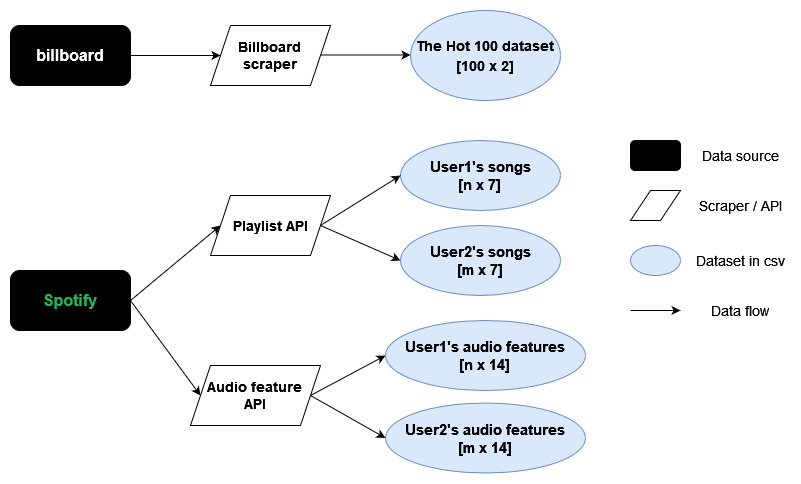 billboard
Billboard
scraper
The Hot 100 dataset
[100 x 2]
User1's songs
[n x 7]
Playlist API
User2's songs
[m x 7]
Spotify
User1's audio features
[n x 14]
Audio feature
API
User2's audio features
[m x 14]
Data source
Scraper / API
Dataset in csv
Data flow